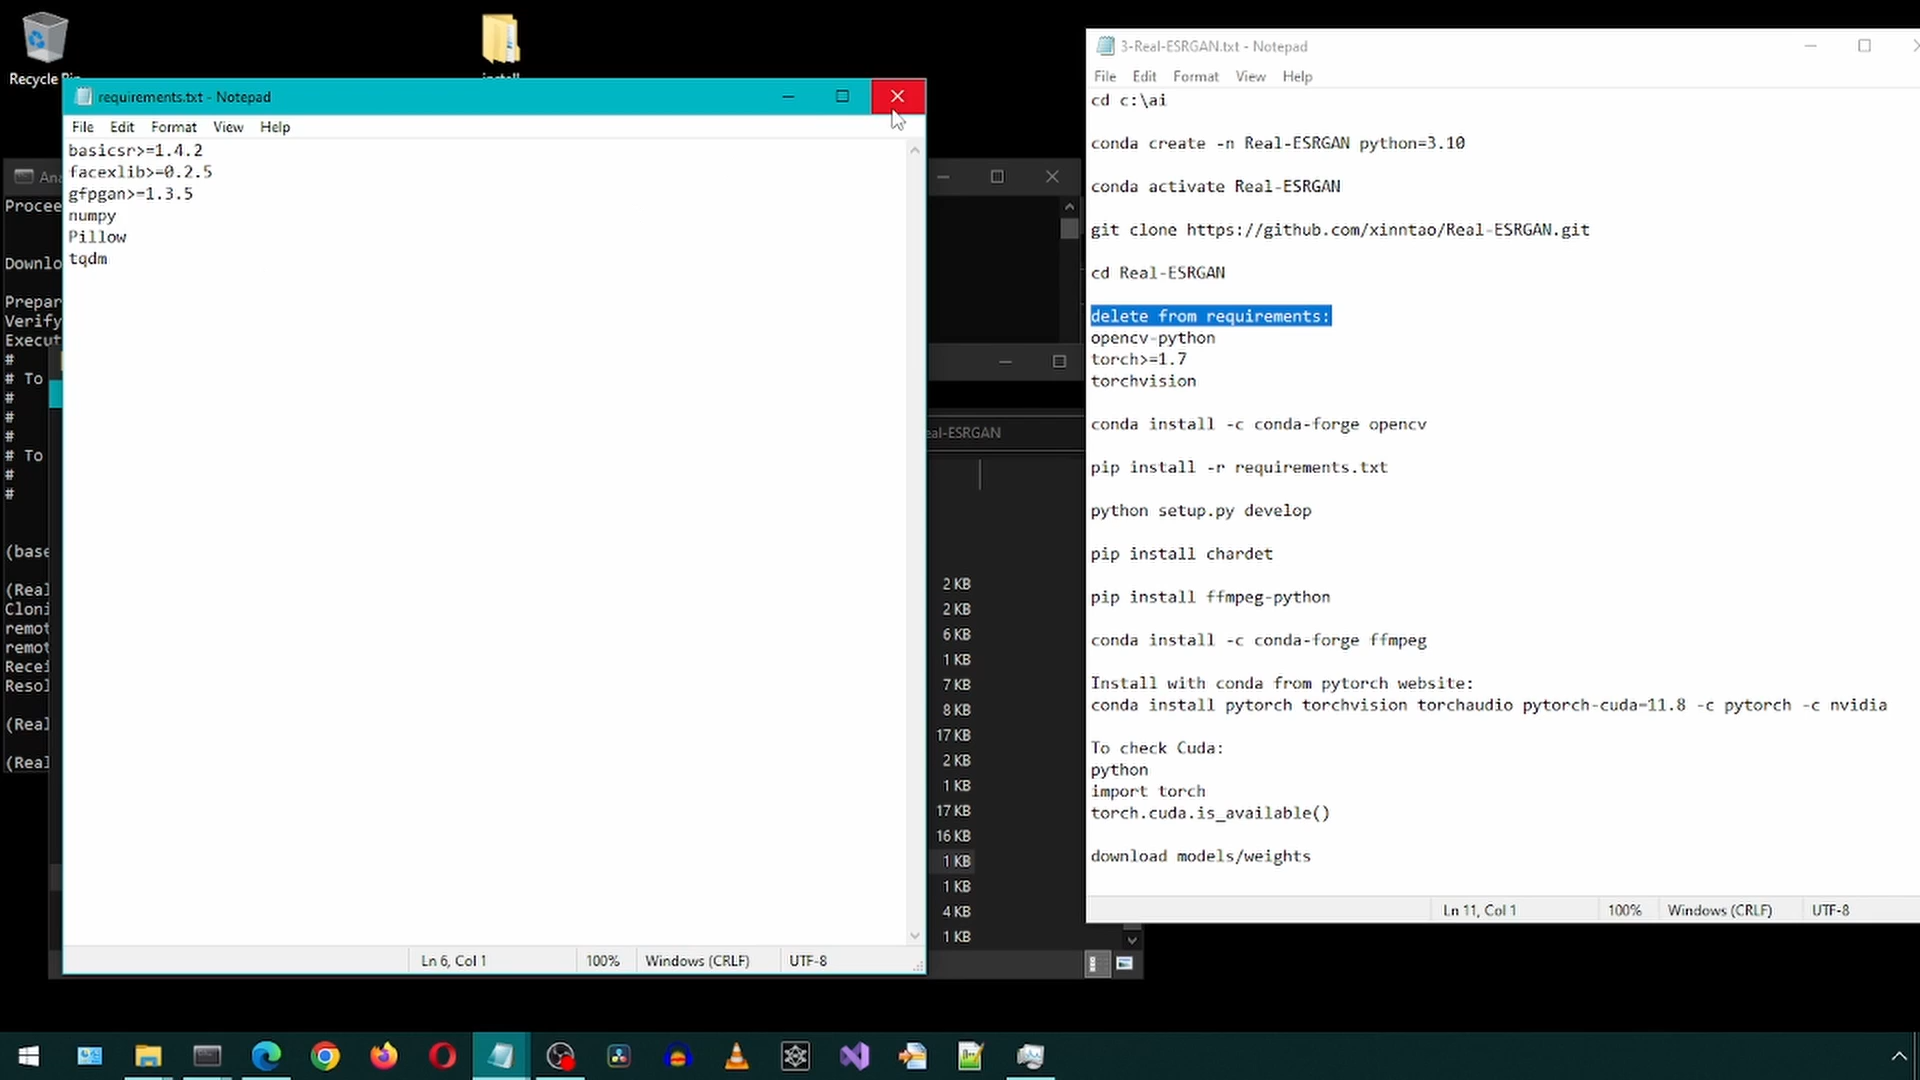 Recycle Bin
install
requirements.txt - Notepad
File Edit Format View Help
basicsr>=1.4.2
facexlib>=0.2.5
gfpgan>=1.3.5
numpy
Pillow
tqdm
Ln 6, Col 1 100% Windows (CRLF) UTF-8
Ana
Procee
Downlo
Prepar
Verify
Execut
#
# To
#
#
#
# To
#
#
(base
(Real
Cloni
remot
remot
Recei
Resol
(Real
(Real
eal-ESRGAN
2 KB
2 KB
6 KB
1 KB
7 KB
8 KB
17 KB
2 KB
1 KB
17 KB
16 KB
1 KB
1 KB
4 KB
1 KB
3-Real-ESRGAN.txt - Notepad
File Edit Format View Help
cd c:\ai
conda create -n Real-ESRGAN python=3.10
conda activate Real-ESRGAN
git clone https://github.com/xinntao/Real-ESRGAN.git
cd Real-ESRGAN
delete from requirements:
opencv-python
torch>=1.7
torchvision
conda install -c conda-forge opencv
pip install -r requirements.txt
python setup.py develop
pip install chardet
pip install ffmpeg-python
conda install -c conda-forge ffmpeg
Install with conda from pytorch website:
conda install pytorch torchvision torchaudio pytorch-cuda=11.8 -c pytorch -c nvidia
To check Cuda:
python
import torch
torch.cuda.is_available()
download models/weights
Ln 11, Col 1 100% Windows (CRLF) UTF-8